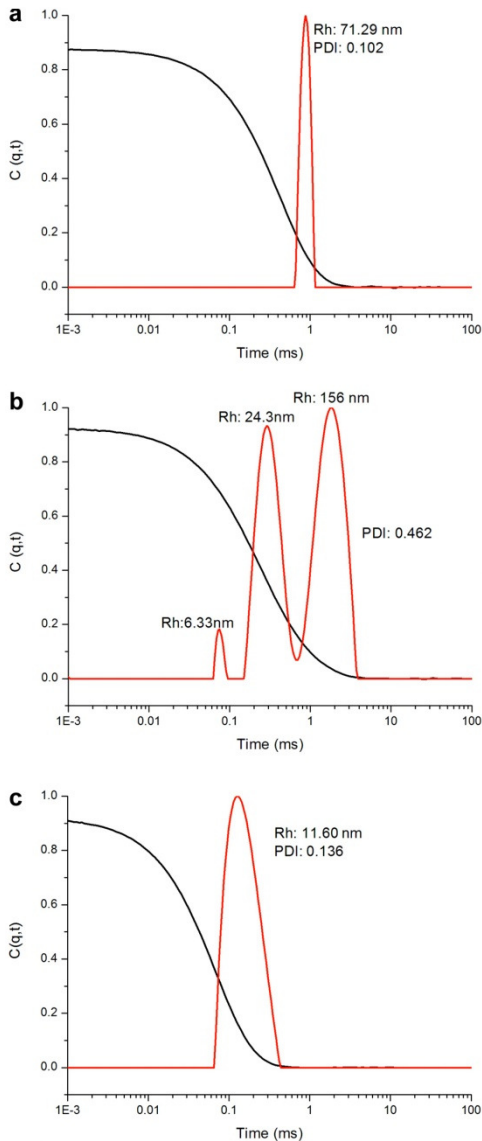 a
Rh: 71.29 nm
PDI: 0.102
1.0
0.8
0.6
0.4
0.2
0.0
C (q,t)
1E-3 0.01 0.1 1 10 100
Time (ms)
b
Rh: 156 nm
Rh: 24.3nm
PDI: 0.462
Rh:6.33nm
1.0
0.8
0.6
0.4
0.2
0.0
C (q,t)
1E-3 0.01 0.1 1 10 100
Time (ms)
c
Rh: 11.60 nm
PDI: 0.136
1.0
0.8
0.6
0.4
0.2
0.0
C(q,t)
1E-3 0.01 0.1 1 10 100
Time (ms)